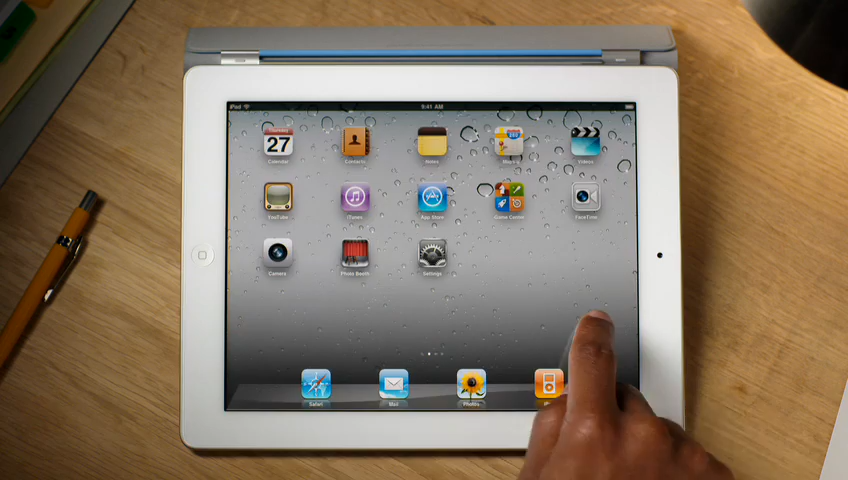 iPad 9:41 AM
Thursday
27
Calendar Contacts Notes Maps Videos
YouTube iTunes App Store Game Center FaceTime
Camera Photo Booth Settings
Safari Mail Photos